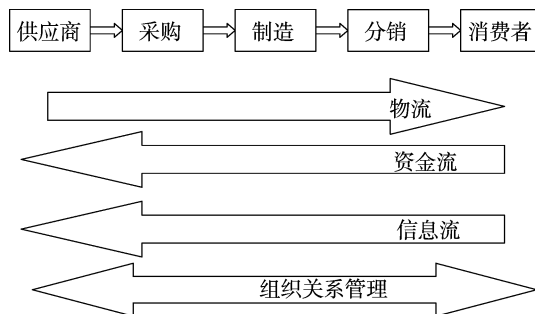 供应商 采购 制造 分销 消费者
物流
资金流
信息流
组织关系管理